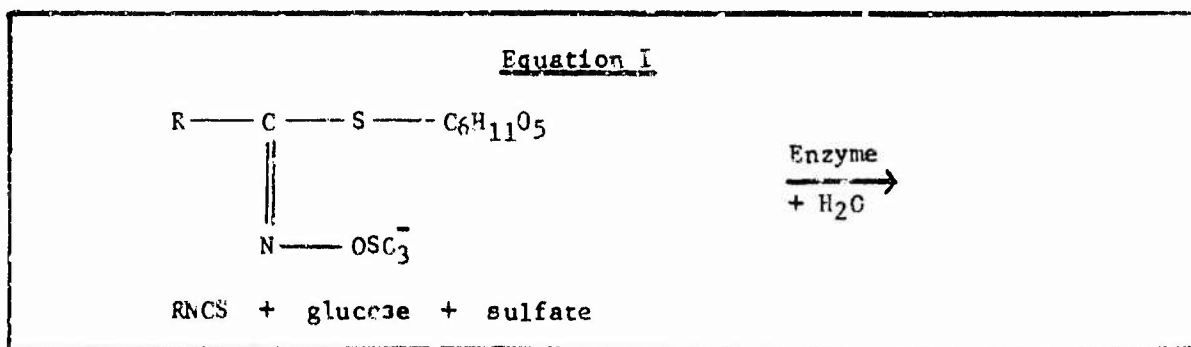 Equation I
R — C — S — C6H11O5
Enzyme
+ H2O
N — OSO3-
RNCS + glucose + sulfate